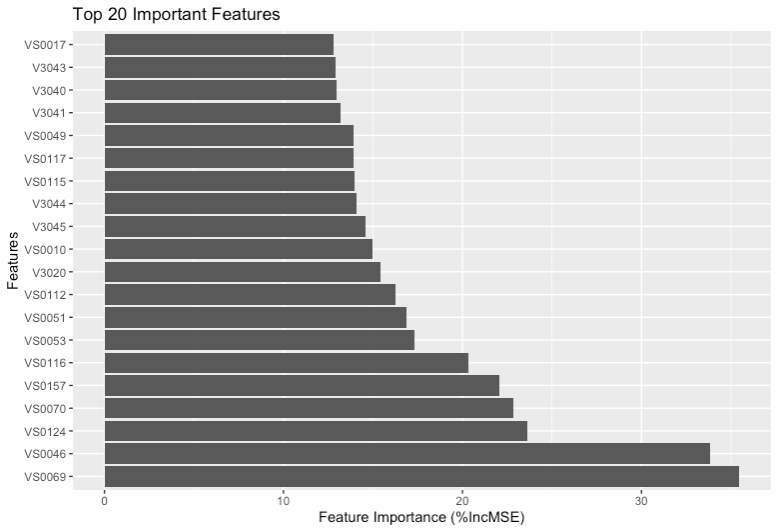 Top 20 Important Features
VS0017
V3043
V3040
V3041
VS0049
VS0117
VS0115
V3044
V3045
VS0010
V3020
VS0112
VS0051
VS0053
VS0116
VS0157
VS0070
VS0124
VS0046
VS0069
Features
0 10 20 30
Feature Importance (%IncMSE)